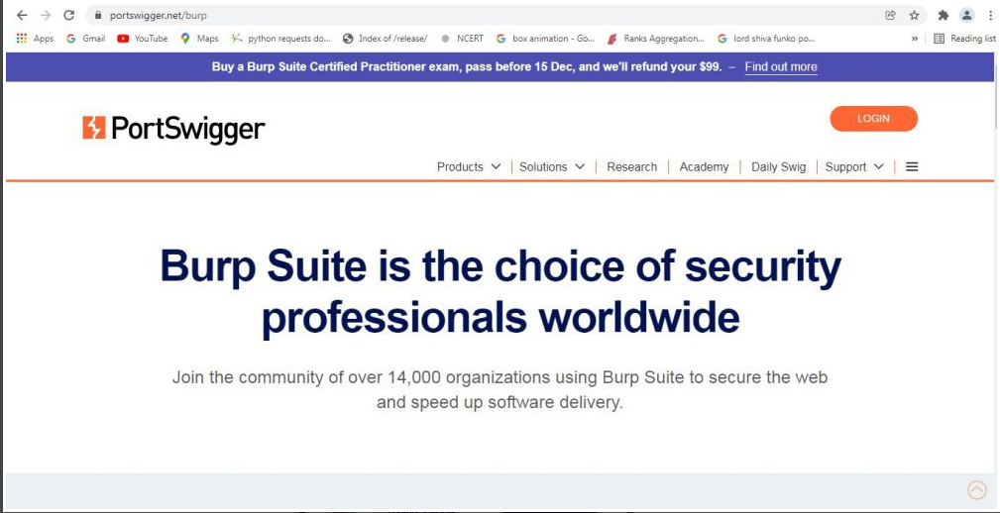 portswigger.net/burp
Apps Gmail YouTube Maps python requests do... Index of /release/ NCERT box animation - Go... Ranks Aggregation... lord shiva funko po... » Reading list
Buy a Burp Suite Certified Practitioner exam, pass before 15 Dec, and we'll refund your $99. – Find out more
PortSwigger
LOGIN
Products Solutions Research Academy Daily Swig Support
Burp Suite is the choice of security
professionals worldwide
Join the community of over 14,000 organizations using Burp Suite to secure the web
and speed up software delivery.